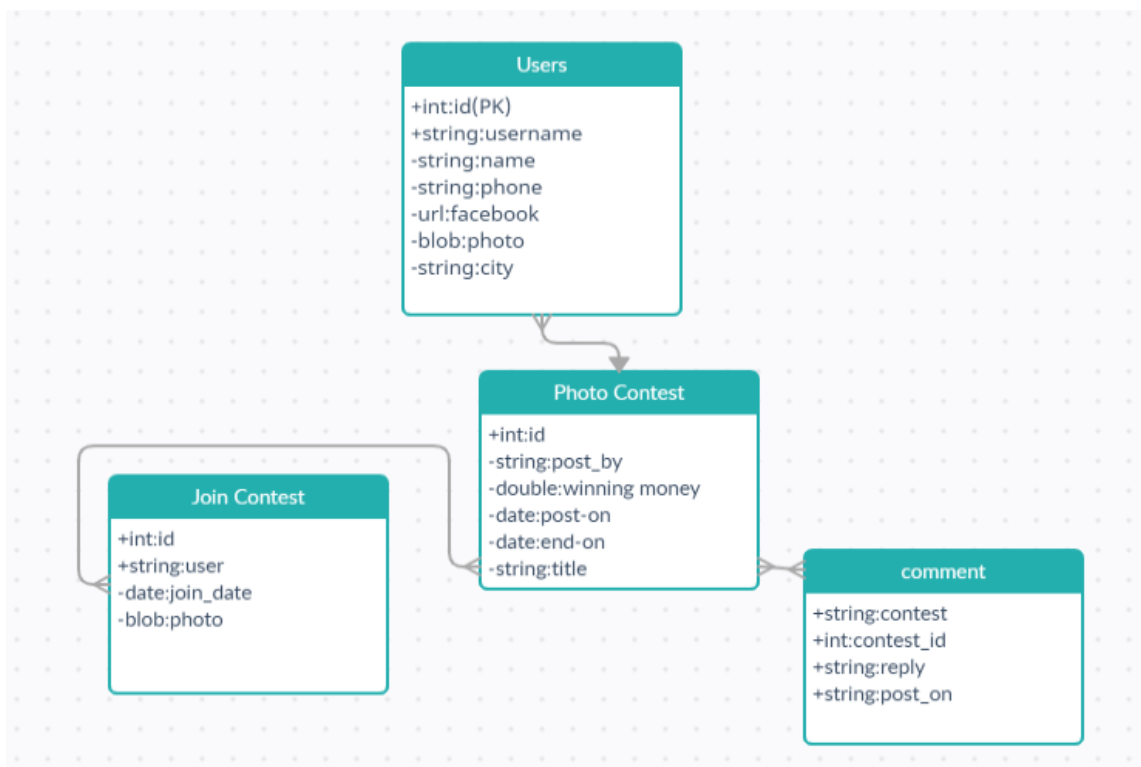 Users
+int:id(PK)
+string:username
-string:name
-string:phone
-url:facebook
-blob:photo
-string:city
Photo Contest
+int:id
-string:post_by
-double:winning money
-date:post-on
-date:end-on
-string:title
Join Contest
+int:id
+string:user
-date:join_date
-blob:photo
comment
+string:contest
+int:contest_id
+string:reply
+string:post_on